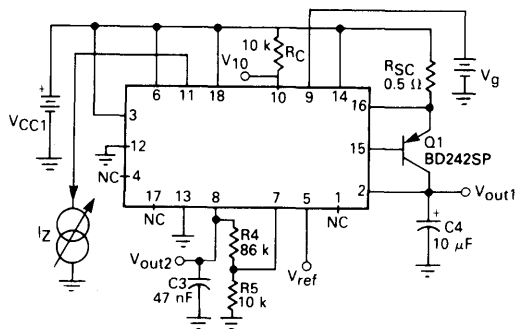 10 k
RC
V10
RSC
0.5 Ω
Vg
VCC1
+
6
11
18
10
9
14
3
16
12
15
Q1
BD242SP
NC
4
2
Vout1
17
13
8
7
5
1
NC
NC
IZ
R4
86 k
+
C4
10 μF
Vout2
Vref
C3
47 nF
R5
10 k